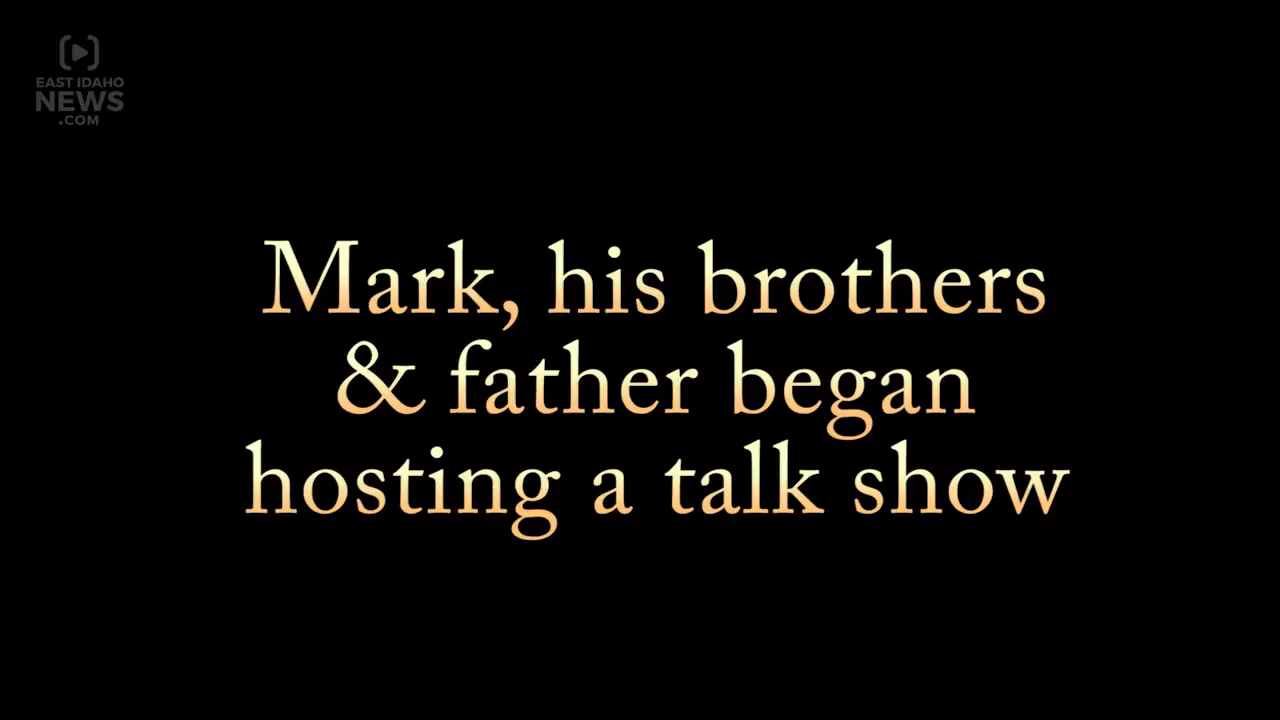 EAST IDAHO
NEWS
.COM
Mark, his brothers
& father began
hosting a talk show